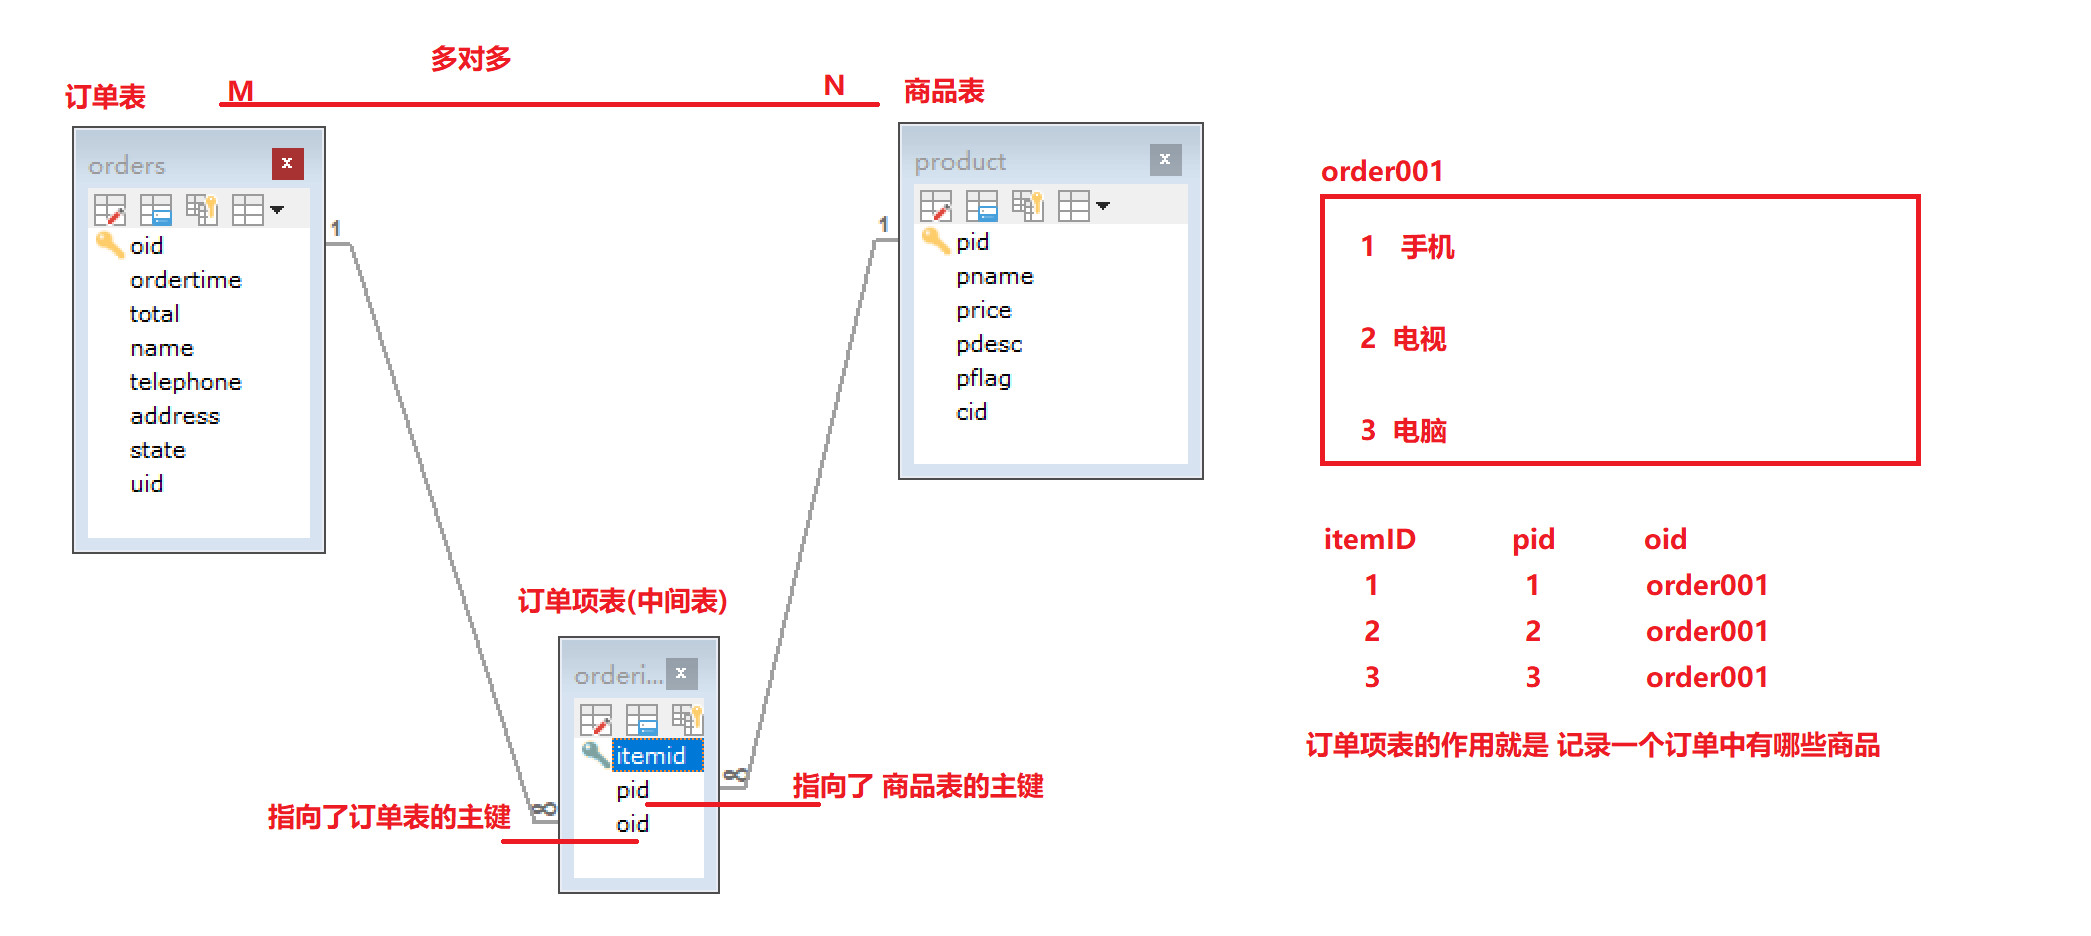 多对多
订单表
M
N
商品表
orders
x
oid
ordertime
total
name
telephone
address
state
uid
1
product
x
pid
pname
price
pdesc
pflag
cid
1
order001
1 手机
2 电视
3 电脑
订单项表(中间表)
orderi...
x
itemid
pid
oid
∞
∞
指向了 商品表的主键
指向了订单表的主键
itemID pid oid
1 1 order001
2 2 order001
3 3 order001
订单项表的作用就是 记录一个订单中有哪些商品